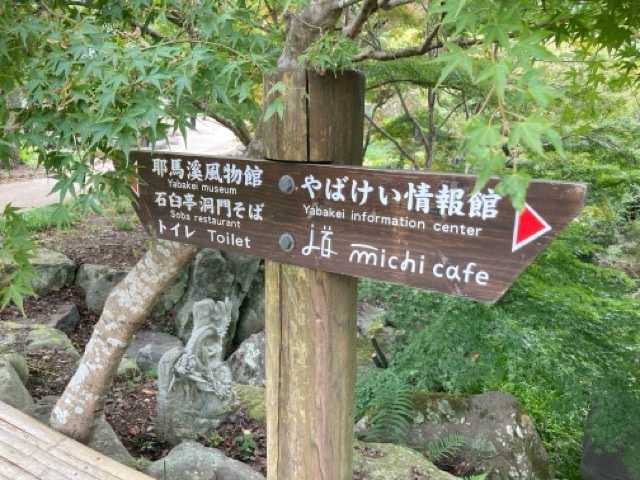 耶馬溪風物館
Yabakei museum
石臼亭洞門そば
Soba restaurant
トイレ Toilet
やばけい情報館
Yabakei information center
道 michi cafe